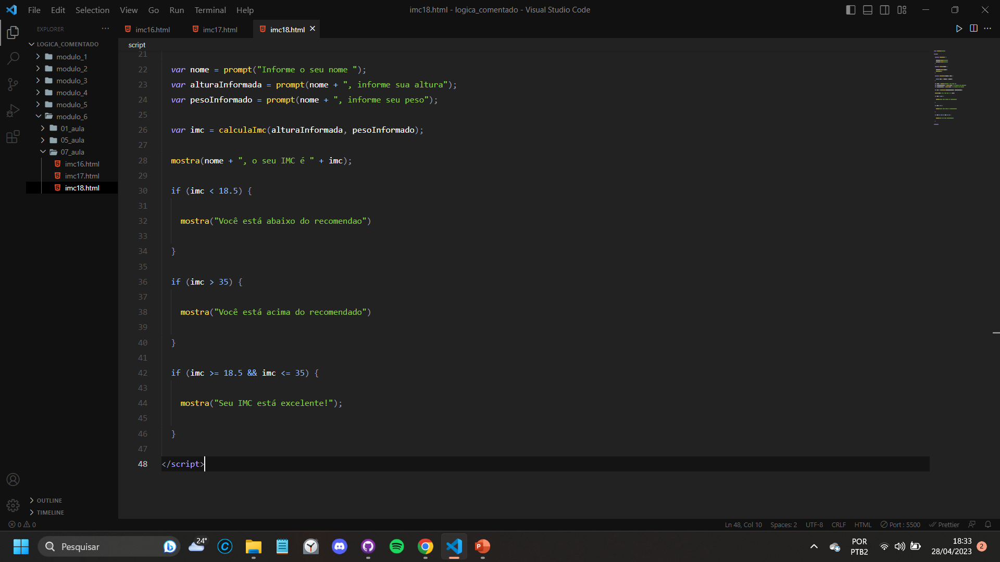 File Edit Selection View Go Run Terminal Help
imc18.html - logica_comentado - Visual Studio Code
EXPLORER
LOGICA_COMENTADO
modulo_1
modulo_2
modulo_3
modulo_4
modulo_5
modulo_6
01_aula
05_aula
07_aula
imc16.html
imc17.html
imc18.html
OUTLINE
TIMELINE
imc16.html imc17.html imc18.html
script
21
22 var nome = prompt("Informe o seu nome ");
23 var alturaInformada = prompt(nome + ", informe sua altura");
24 var pesoInformado = prompt(nome + ", informe seu peso");
25
26 var imc = calculaImc(alturaInformada, pesoInformado);
27
28 mostra(nome + ", o seu IMC é " + imc);
29
30 if (imc < 18.5) {
31
32 mostra("Você está abaixo do recomendao")
33
34 }
35
36 if (imc > 35) {
37
38 mostra("Você está acima do recomendado")
39
40 }
41
42 if (imc >= 18.5 && imc <= 35) {
43
44 mostra("Seu IMC está excelente!");
45
46 }
47
48 </script>
0 0
Ln 48, Col 10 Spaces: 2 UTF-8 CRLF HTML Port : 5500 Prettier
Pesquisar
24°
POR
PTB2
18:33
28/04/2023
2